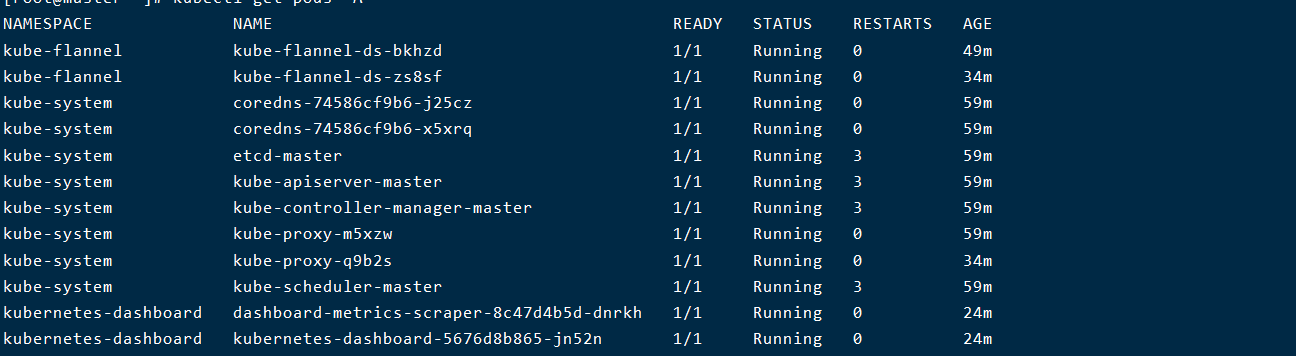 [root@master ~]# kubectl get pods -A
NAMESPACE NAME READY STATUS RESTARTS AGE
kube-flannel kube-flannel-ds-bkhzd 1/1 Running 0 49m
kube-flannel kube-flannel-ds-zs8sf 1/1 Running 0 34m
kube-system coredns-74586cf9b6-j25cz 1/1 Running 0 59m
kube-system coredns-74586cf9b6-x5xrq 1/1 Running 0 59m
kube-system etcd-master 1/1 Running 3 59m
kube-system kube-apiserver-master 1/1 Running 3 59m
kube-system kube-controller-manager-master 1/1 Running 3 59m
kube-system kube-proxy-m5xzw 1/1 Running 0 59m
kube-system kube-proxy-q9b2s 1/1 Running 0 34m
kube-system kube-scheduler-master 1/1 Running 3 59m
kubernetes-dashboard dashboard-metrics-scraper-8c47d4b5d-dnrkh 1/1 Running 0 24m
kubernetes-dashboard kubernetes-dashboard-5676d8b865-jn52n 1/1 Running 0 24m